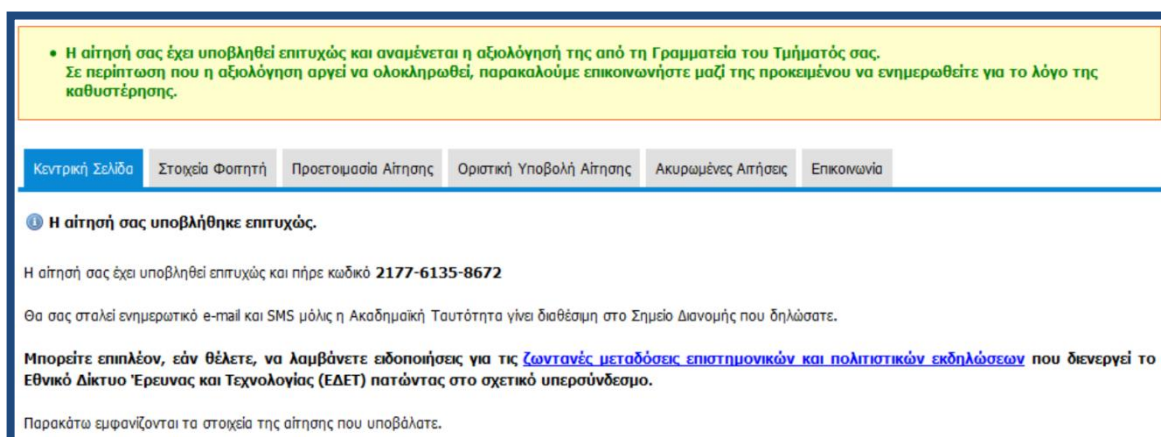 • Η αίτησή σας έχει υποβληθεί επιτυχώς και αναμένεται η αξιολόγησή της από τη Γραμματεία του Τμήματός σας.
Σε περίπτωση που η αξιολόγηση αργεί να ολοκληρωθεί, παρακαλούμε επικοινωνήστε μαζί της προκειμένου να ενημερωθείτε για το λόγο της
καθυστέρησης.
Κεντρική Σελίδα Στοιχεία Φοιτητή Προετοιμασία Αίτησης Οριστική Υποβολή Αίτησης Ακυρωμένες Αιτήσεις Επικοινωνία
Η αίτησή σας υποβλήθηκε επιτυχώς.
Η αίτησή σας έχει υποβληθεί επιτυχώς και πήρε κωδικό 2177-6135-8672
Θα σας σταλεί ενημερωτικό e-mail και SMS μόλις η Ακαδημαϊκή Ταυτότητα γίνει διαθέσιμη στο Σημείο Διανομής που δηλώσατε.
Μπορείτε επιπλέον, εάν θέλετε, να λαμβάνετε ειδοποιήσεις για τις ζωντανές μεταδόσεις επιστημονικών και πολιτιστικών εκδηλώσεων που διενεργεί το
Εθνικό Δίκτυο Έρευνας και Τεχνολογίας (ΕΔΕΤ) πατώντας στο σχετικό υπερσύνδεσμο.
Παρακάτω εμφανίζονται τα στοιχεία της αίτησης που υποβάλατε.